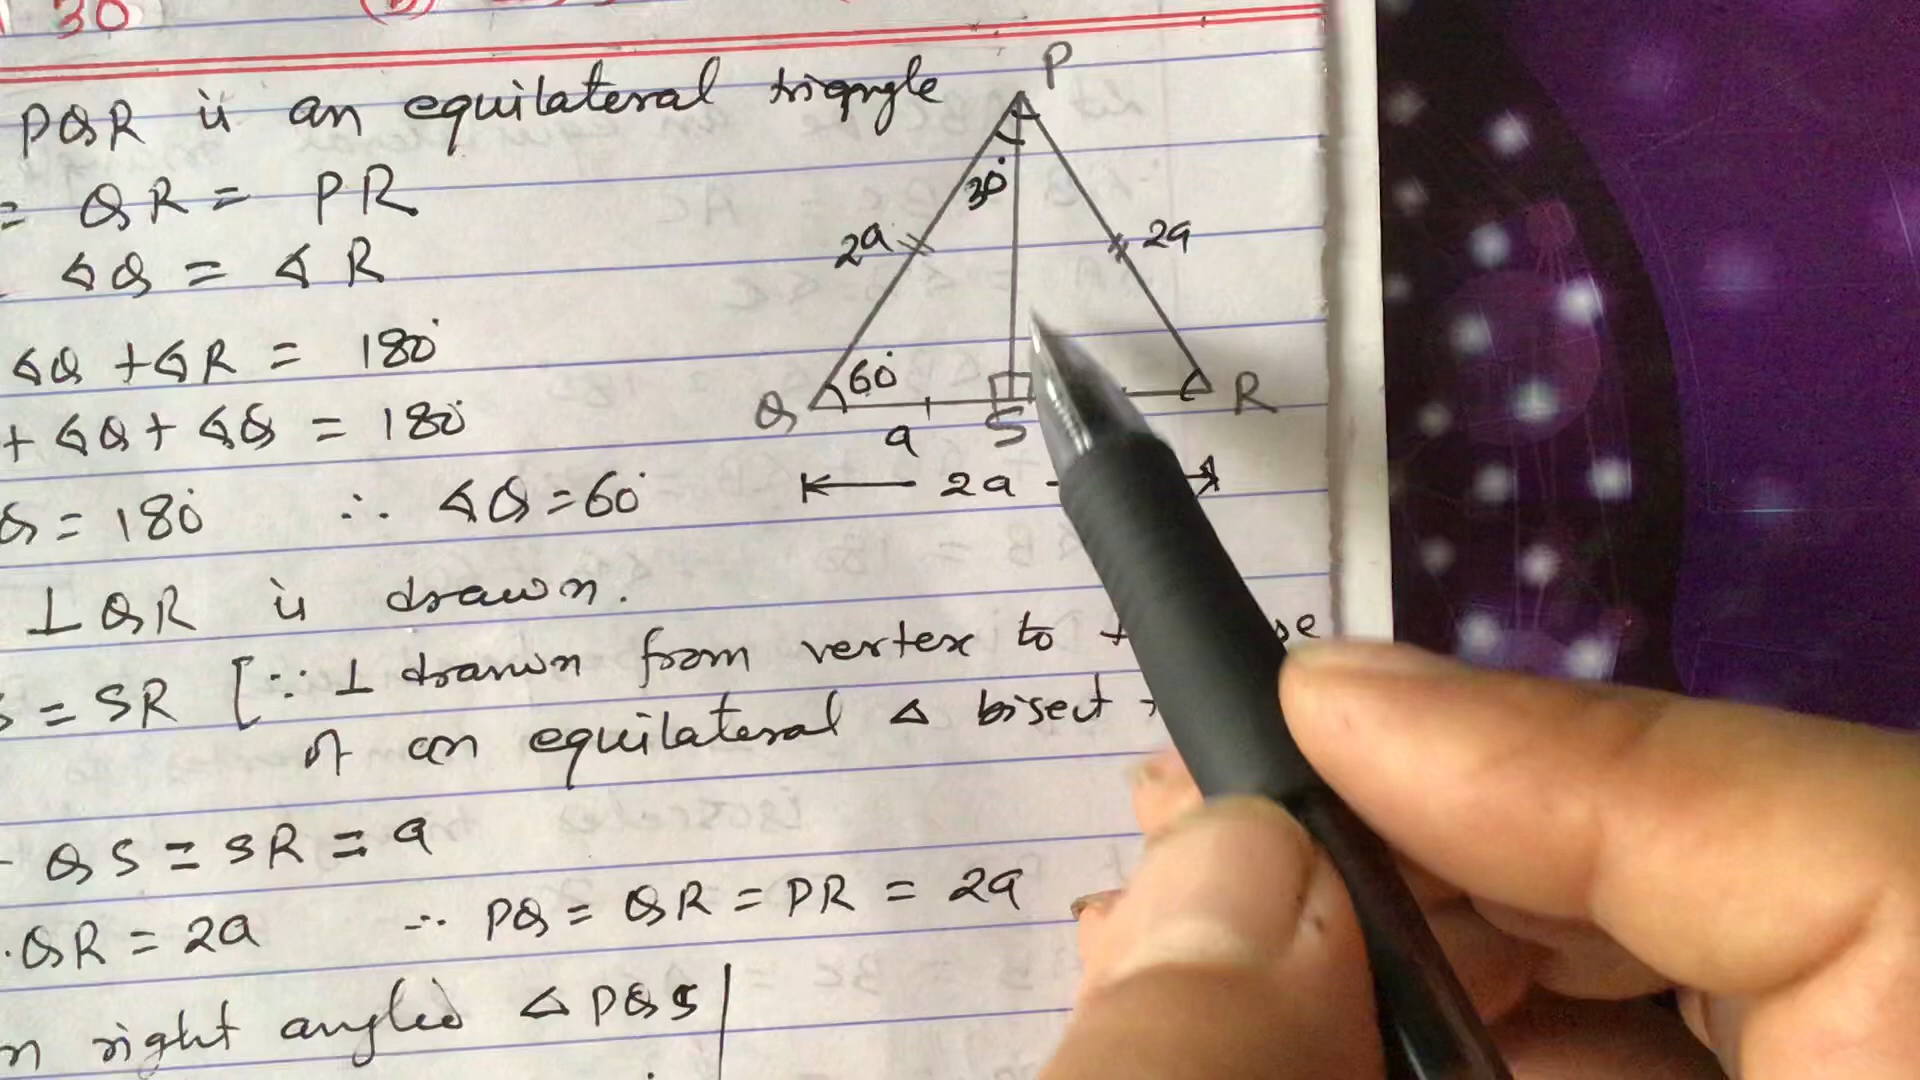 30
P
PQR is an equilateral triangle
= QR = PR
30°
2a
2a
∢Q = ∢R
∢Q + ∢R = 180°
60°
Q
S
R
+ ∢Q + ∢Q = 180°
a
2a
Q = 180° ∴ ∢Q = 60°
⊥ QR is drawn.
S = SR [∵ ⊥ drawn from vertex to
of an equilateral △ bisect
QS = SR = a
QR = 2a ∴ PQ = QR = PR = 2a
n right angled △ PQS